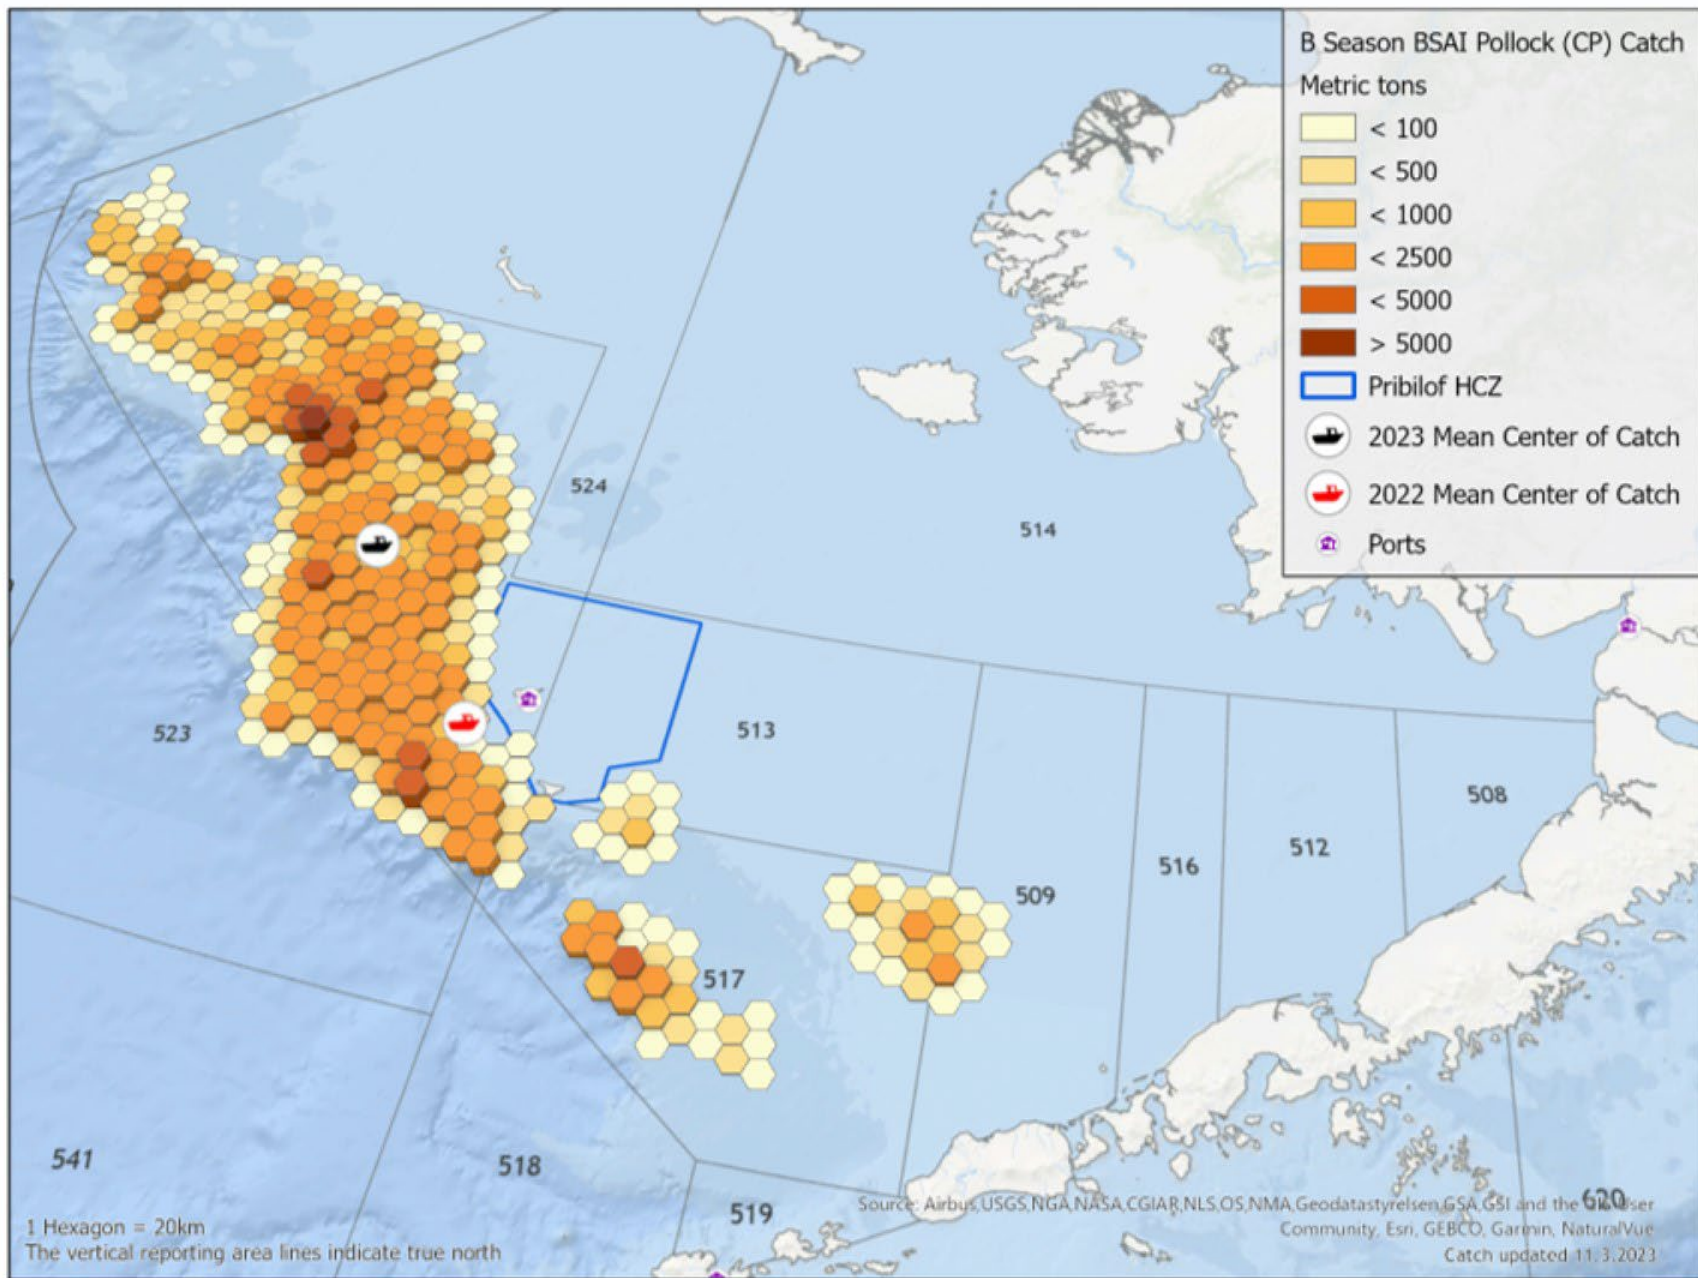 B Season BSAI Pollock (CP) Catch
Metric tons
< 100
< 500
< 1000
< 2500
< 5000
> 5000
Pribilof HCZ
2023 Mean Center of Catch
2022 Mean Center of Catch
Ports
524
514
523
513
508
512
516
509
517
541
518
519
620
Source: Airbus,USGS,NGA,NASA,CGIAR,NLS,OS,NMA,Geodatastyrelsen,GSA,GSI and the GIS User
Community, Esri, GEBCO, Garmin, NaturalVue
Catch updated 11.3.2023
1 Hexagon = 20km
The vertical reporting area lines indicate true north